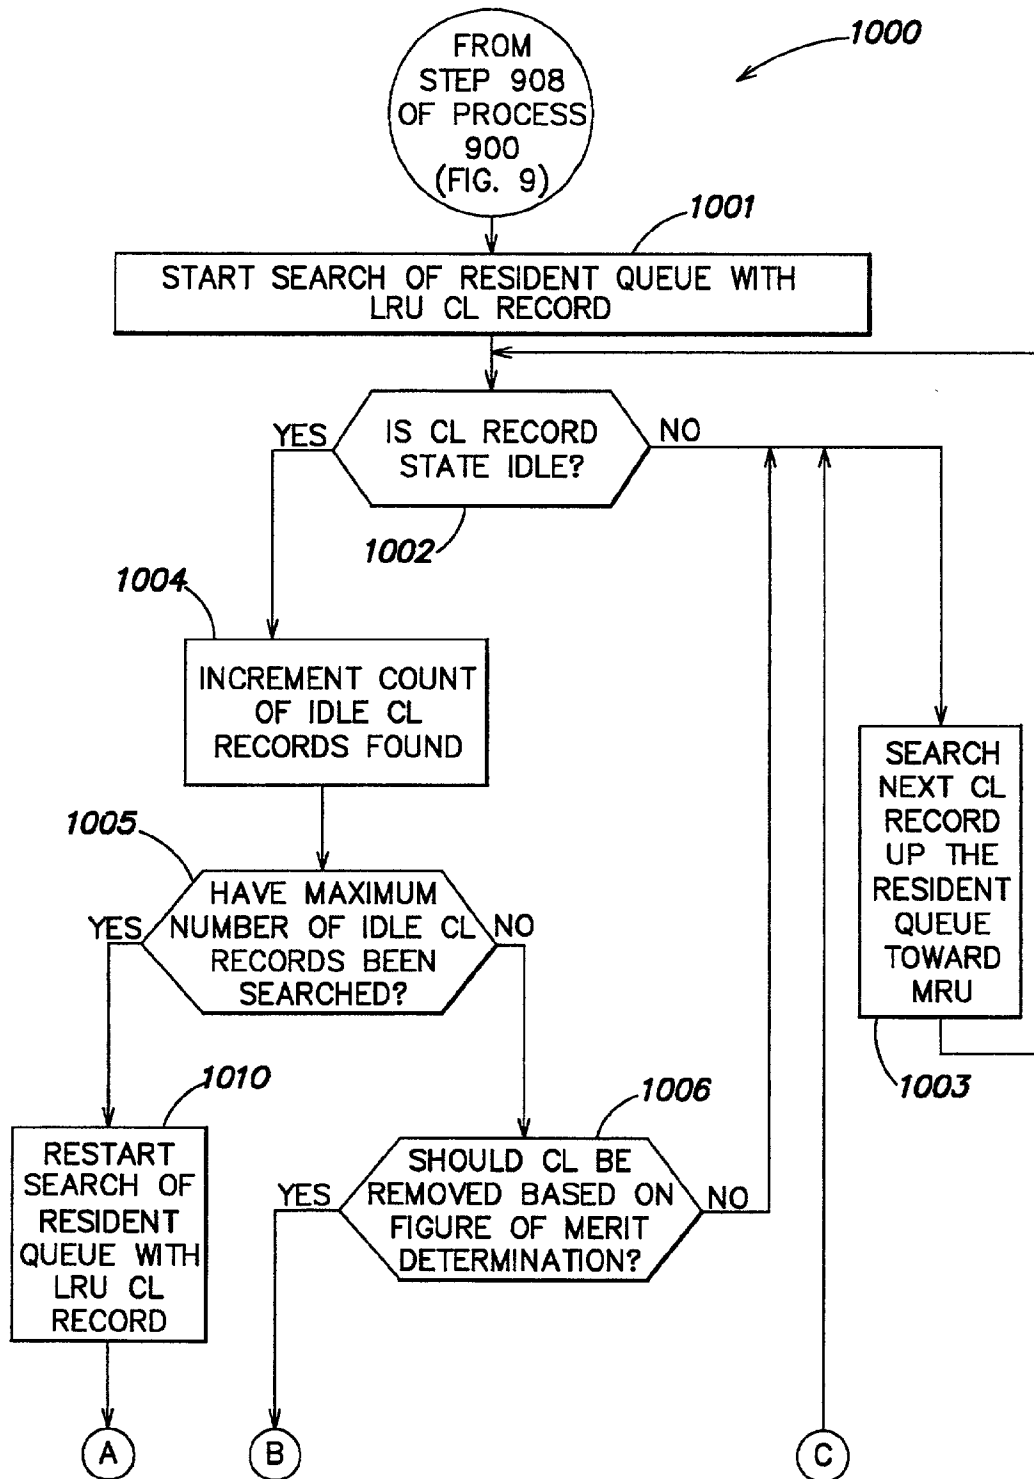 FROM
STEP 908
OF PROCESS
900
(FIG. 9)
1000
1001
START SEARCH OF RESIDENT QUEUE WITH
LRU CL RECORD
YES
IS CL RECORD
STATE IDLE?
NO
1002
1004
INCREMENT COUNT
OF IDLE CL
RECORDS FOUND
SEARCH
NEXT CL
RECORD
UP THE
RESIDENT
QUEUE
TOWARD
MRU
1003
1005
YES
HAVE MAXIMUM
NUMBER OF IDLE CL
RECORDS BEEN
SEARCHED?
NO
1010
RESTART
SEARCH OF
RESIDENT
QUEUE WITH
LRU CL
RECORD
1006
YES
SHOULD CL BE
REMOVED BASED ON
FIGURE OF MERIT
DETERMINATION?
NO
A
B
C